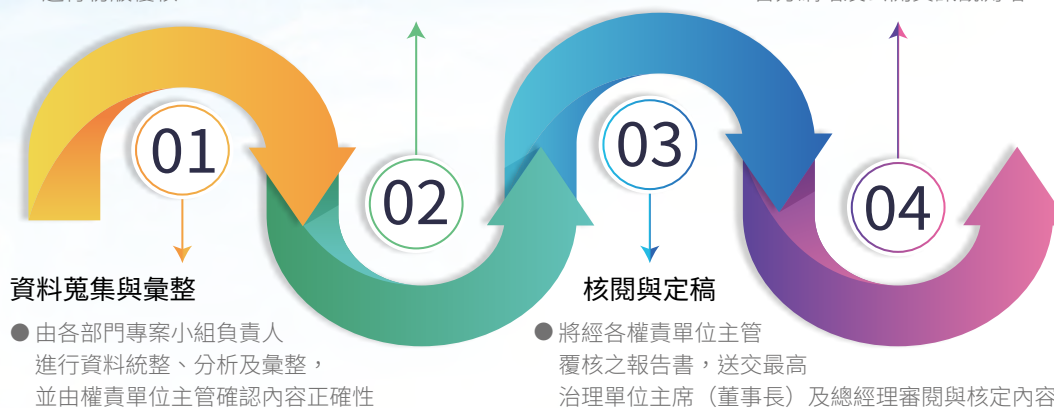 01
02
03
04
資料蒐集與彙整
● 由各部門專案小組負責人
進行資料統整、分析及彙整，
並由權責單位主管確認內容正確性
核閱與定稿
● 將經各權責單位主管
覆核之報告書，送交最高
治理單位主席（董事長）及總經理審閱與核定內容